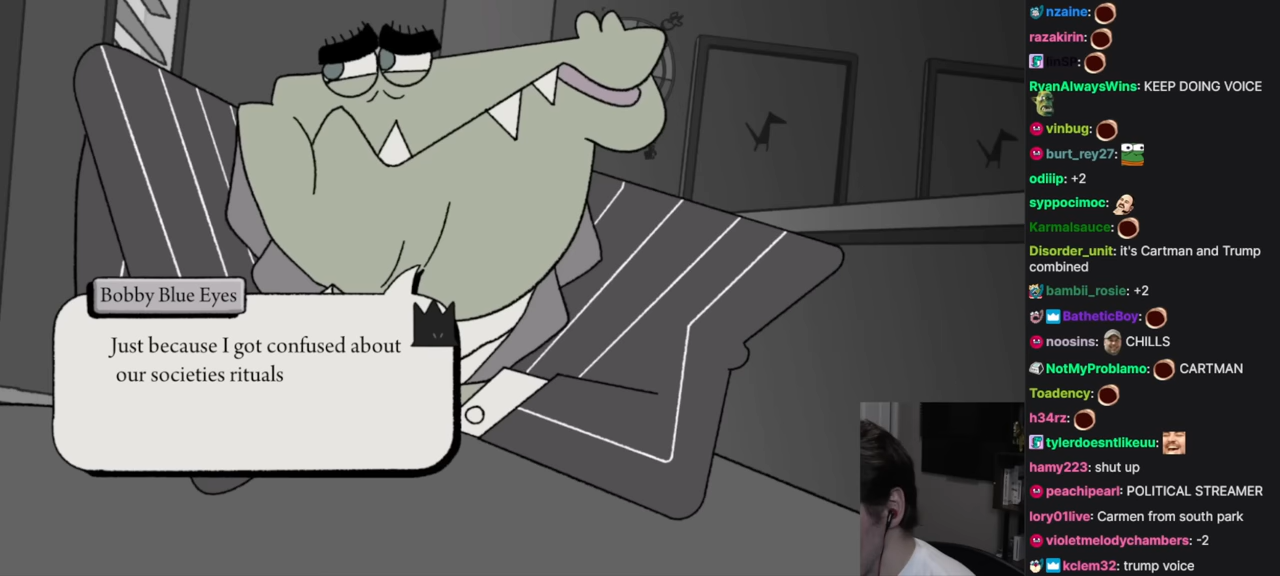 Bobby Blue Eyes
Just because I got confused about
our societies rituals
nzaine:
razakirin:
linSP:
RyanAlwaysWins: KEEP DOING VOICE
vinbug:
burt_rey27:
odiiip: +2
syppocimoc:
Karmalsauce:
Disorder_unit: it's Cartman and Trump
combined
bambii_rosie: +2
BatheticBoy:
noosins: CHILLS
NotMyProblamo: CARTMAN
Toadency:
h34rz:
tylerdoesntlikeuu:
hamy223: shut up
peachipearl: POLITICAL STREAMER
lory01live: Carmen from south park
violetmelodychambers: -2
kclem32: trump voice